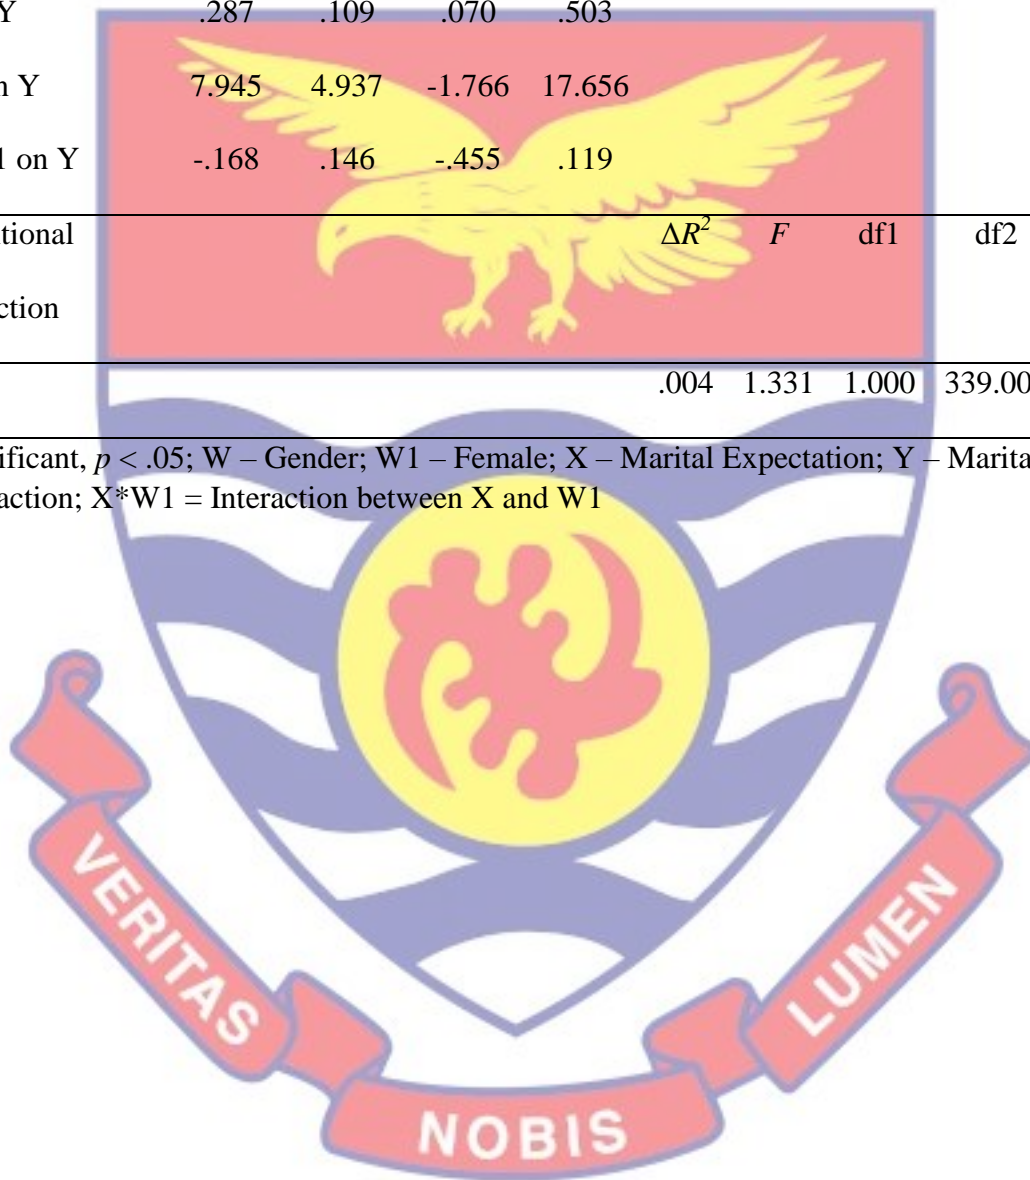 Y .287 .109 .070 .503
n Y 7.945 4.937 -1.766 17.656
1 on Y -.168 .146 -.455 .119
tional ΔR² F df1 df2
ction
.004 1.331 1.000 339.00
ificant, p < .05; W – Gender; W1 – Female; X – Marital Expectation; Y – Marita
action; X*W1 = Interaction between X and W1
VERITAS
NOBIS
LUMEN